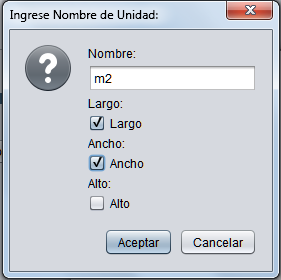 Ingrese Nombre de Unidad:
Nombre:
m2
Largo:
Largo
Ancho:
Ancho
Alto:
Alto
Aceptar Cancelar